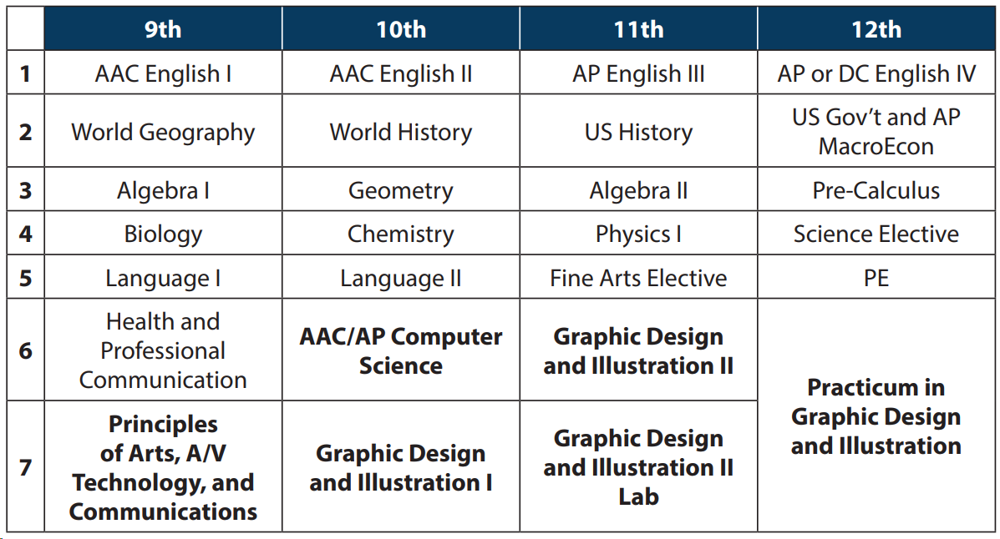 9th 10th 11th 12th
1 AAC English I AAC English II AP English III AP or DC English IV
2 World Geography World History US History US Gov’t and AP
MacroEcon
3 Algebra I Geometry Algebra II Pre-Calculus
4 Biology Chemistry Physics I Science Elective
5 Language I Language II Fine Arts Elective PE
6
Health and
Professional
Communication
AAC/AP Computer
Science
Graphic Design
and Illustration II
Practicum in
Graphic Design
and Illustration
7
Principles
of Arts, A/V
Technology, and
Communications
Graphic Design
and Illustration I
Graphic Design
and Illustration II
Lab